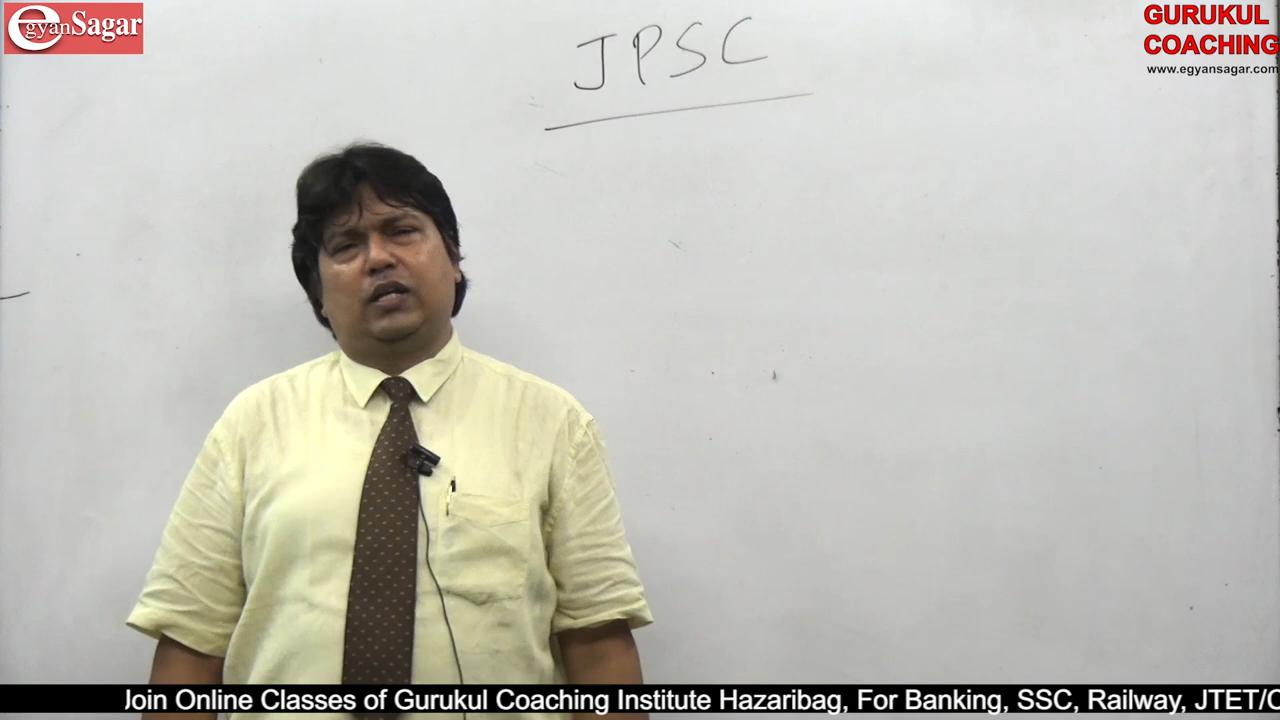 egyanSagar
GURUKUL
COACHING
www.egyansagar.com
JPSC
Join Online Classes of Gurukul Coaching Institute Hazaribag, For Banking, SSC, Railway, JTET/C